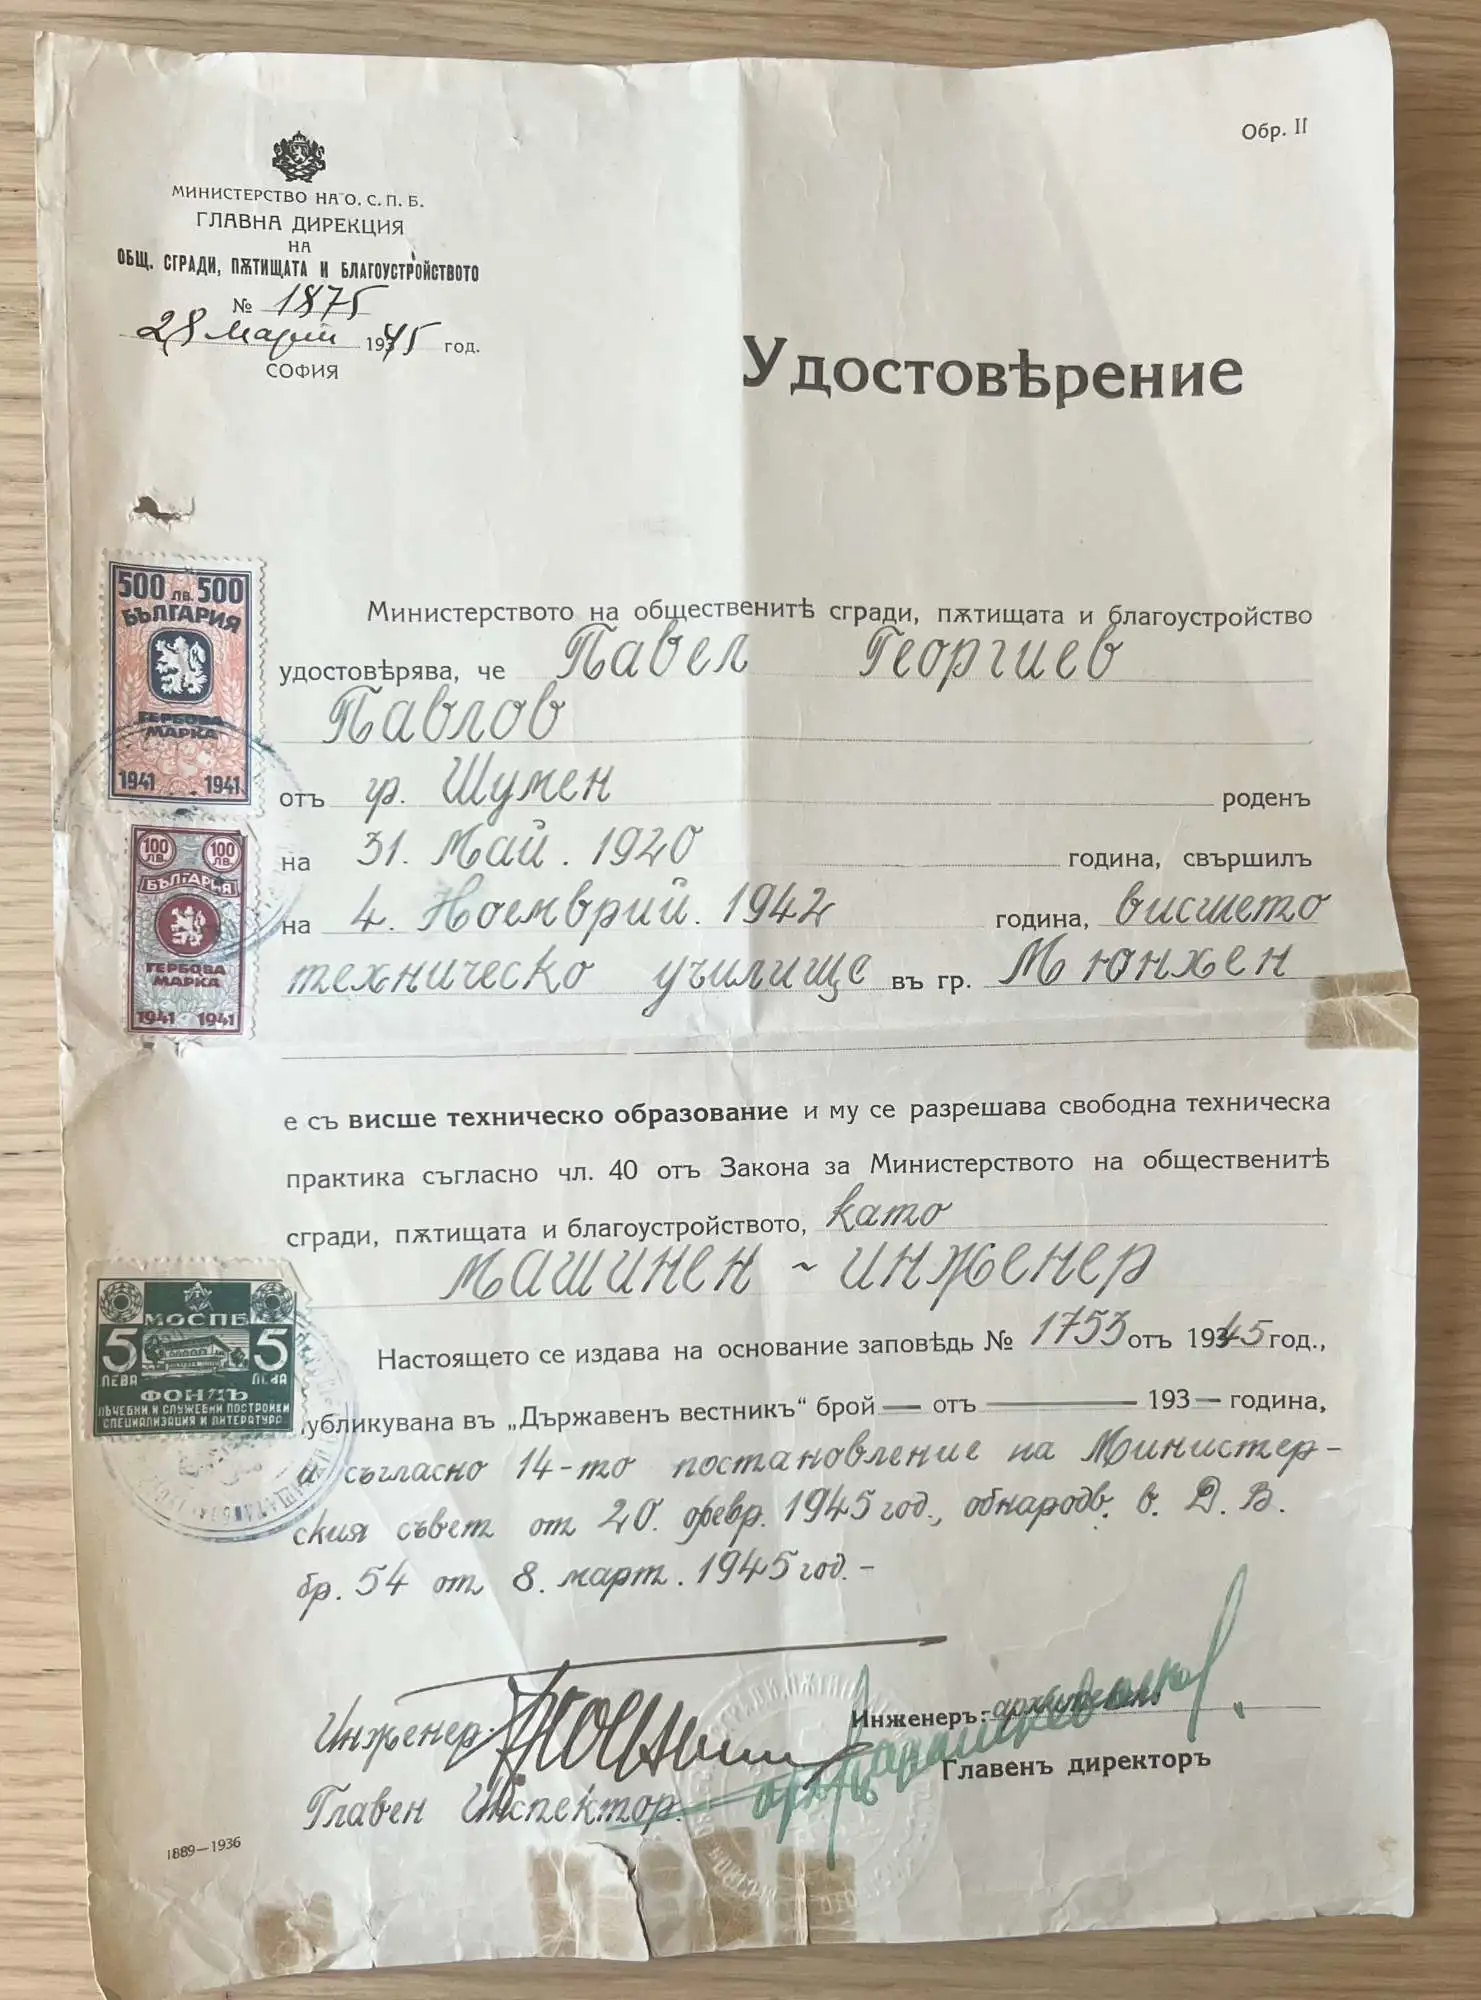 Обр. II
МИНИСТЕРСТВО НА О. С. П. Б.
ГЛАВНА ДИРЕКЦИЯ
НА
ОБЩ. СГРАДИ, ПѪТИЩАТА И БЛАГОУСТРОЙСТВОТО
№ 1875
28 Мартъ 1945 год.
СОФИЯ
Удостовѣрение
500 лв. 500
БЪЛГАРИЯ
ГЕРБОВА
МАРКА
1941 1941
100 ЛВ. 100 ЛВ.
БЪЛГАРИЯ
ГЕРБОВА
МАРКА
1941 1941
Министерството на общественитѣ сгради, пѫтищата и благоустройство
удостовѣрява, че Павел Георгиев
Павлов
отъ гр. Шумен роденъ
на 31. Май. 1920 година, свършилъ
на 4. Ноемврий. 1942 година, висшето
техническо училище въ гр. Мюнхен
е съ висше техническо образование и му се разрешава свободна техническа
практика съгласно чл. 40 отъ Закона за Министерството на общественитѣ
сгради, пѫтищата и благоустройството, като
Машинен - инженер
Настоящето се издава на основание заповѣдь № 1753 отъ 1945 год.,
публикувана въ „Държавенъ вестникъ“ брой — отъ — 193 — година,
и съгласно 14-то постановление на Министер-
ския съвет от 20. февр. 1945 год., обнародв. в. Д. В.
бр. 54 от 8. март. 1945 год. -
МОСПБ
5 5
ЛЕВА ЛЕВА
ФОНДЪ
ЛѢЧЕБНИ И СЛУЖЕБНИ ПОСТРОЙКИ
СПЕЦИАЛИЗАЦИЯ И ЛИТЕРАТУРА
Инженер:
Главен Инспектор.
Инженеръ:-архитект.
Главенъ директоръ
1889—1936